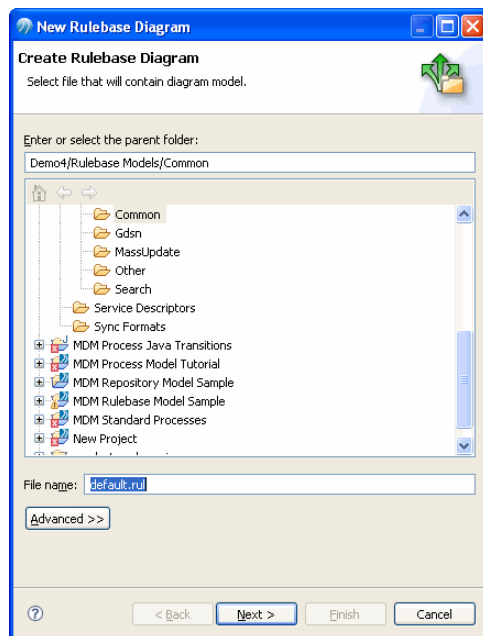 New Rulebase Diagram
Create Rulebase Diagram
Select file that will contain diagram model.
Enter or select the parent folder:
Demo4/Rulebase Models/Common
Common
Gdsn
MassUpdate
Other
Search
Service Descriptors
Sync Formats
MDM Process Java Transitions
MDM Process Model Tutorial
MDM Repository Model Sample
MDM Rulebase Model Sample
MDM Standard Processes
New Project
File name: default.rul
Advanced >>
? < Back Next > Finish Cancel